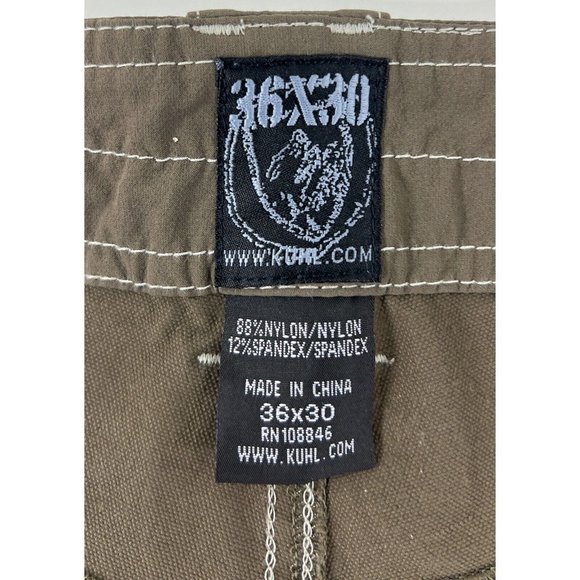 36X30
WWW.KUHL.COM
88%NYLON/NYLON
12%SPANDEX/SPANDEX
MADE IN CHINA
36x30
RN108846
WWW.KUHL.COM